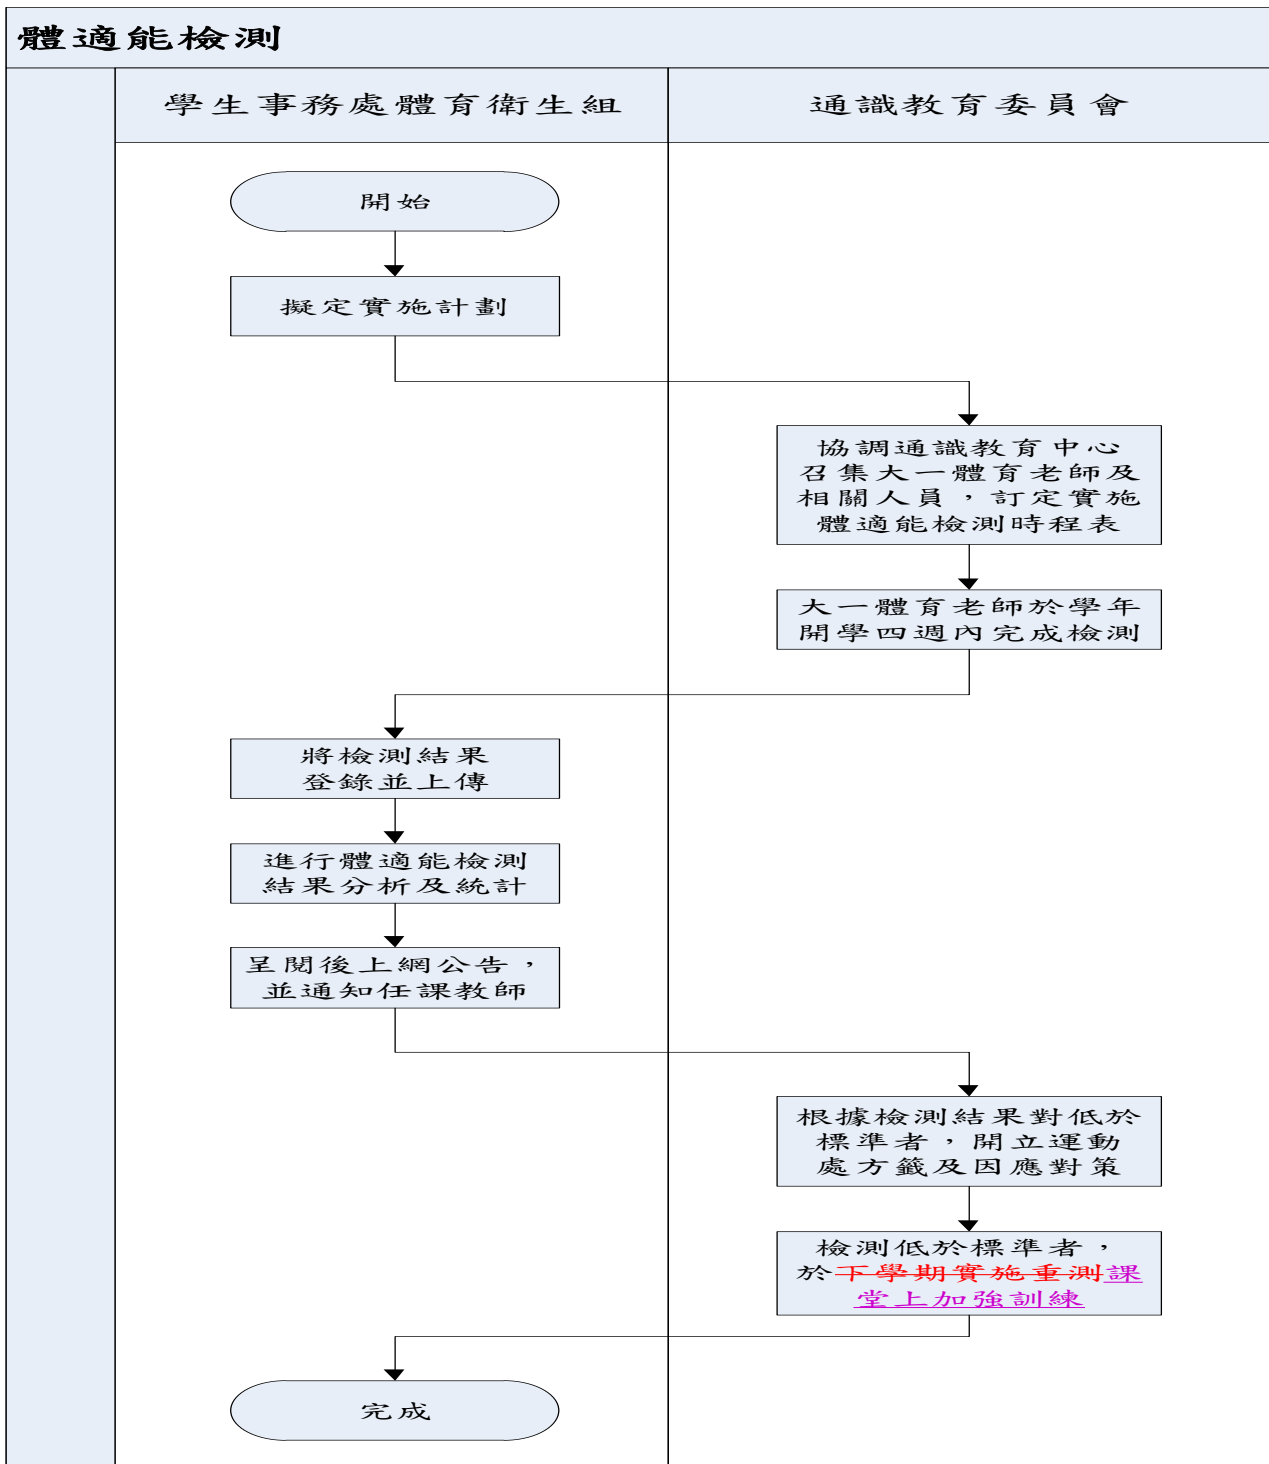 體適能檢測
學生事務處體育衛生組
通識教育委員會
開始
擬定實施計劃
協調通識教育中心
召集大一體育老師及
相關人員，訂定實施
體適能檢測時程表
大一體育老師於學年
開學四週內完成檢測
將檢測結果
登錄並上傳
進行體適能檢測
結果分析及統計
呈閱後上網公告，
並通知任課教師
根據檢測結果對低於
標準者，開立運動
處方籤及因應對策
檢測低於標準者，
於下學期實施重測課
堂上加強訓練
完成